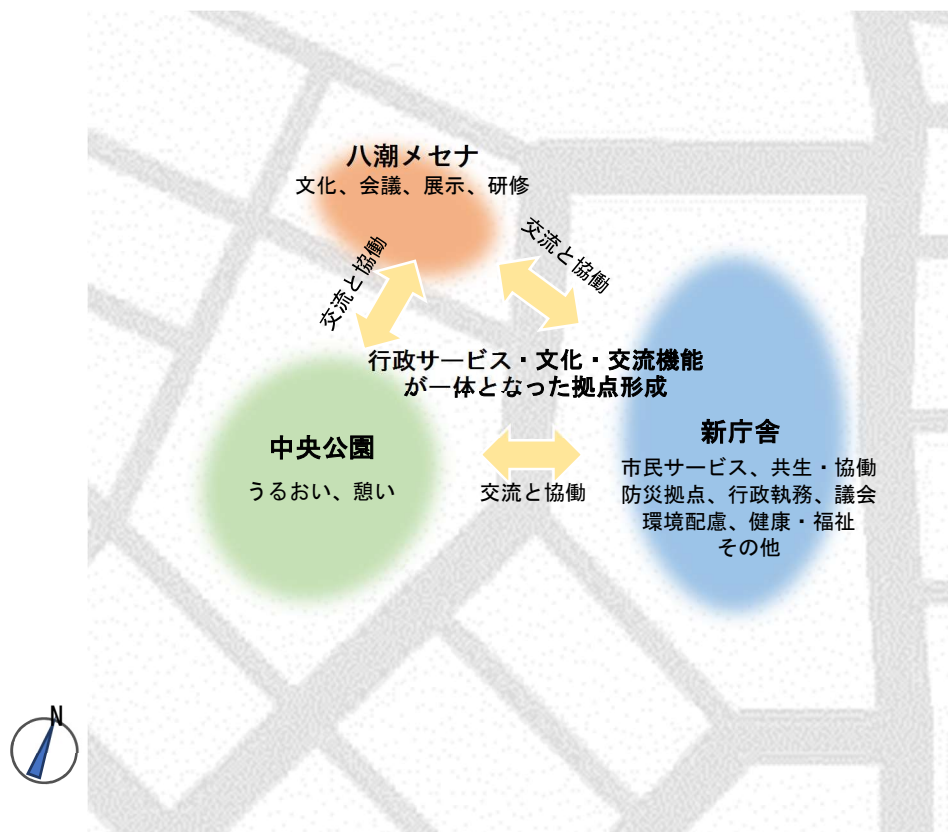 八潮メセナ
文化、会議、展示、研修
交流と協働
交流と協働
行政サービス・文化・交流機能
が一体となった拠点形成
中央公園
うるおい、憩い
交流と協働
新庁舎
市民サービス、共生・協働
防災拠点、行政執務、議会
環境配慮、健康・福祉
その他
N